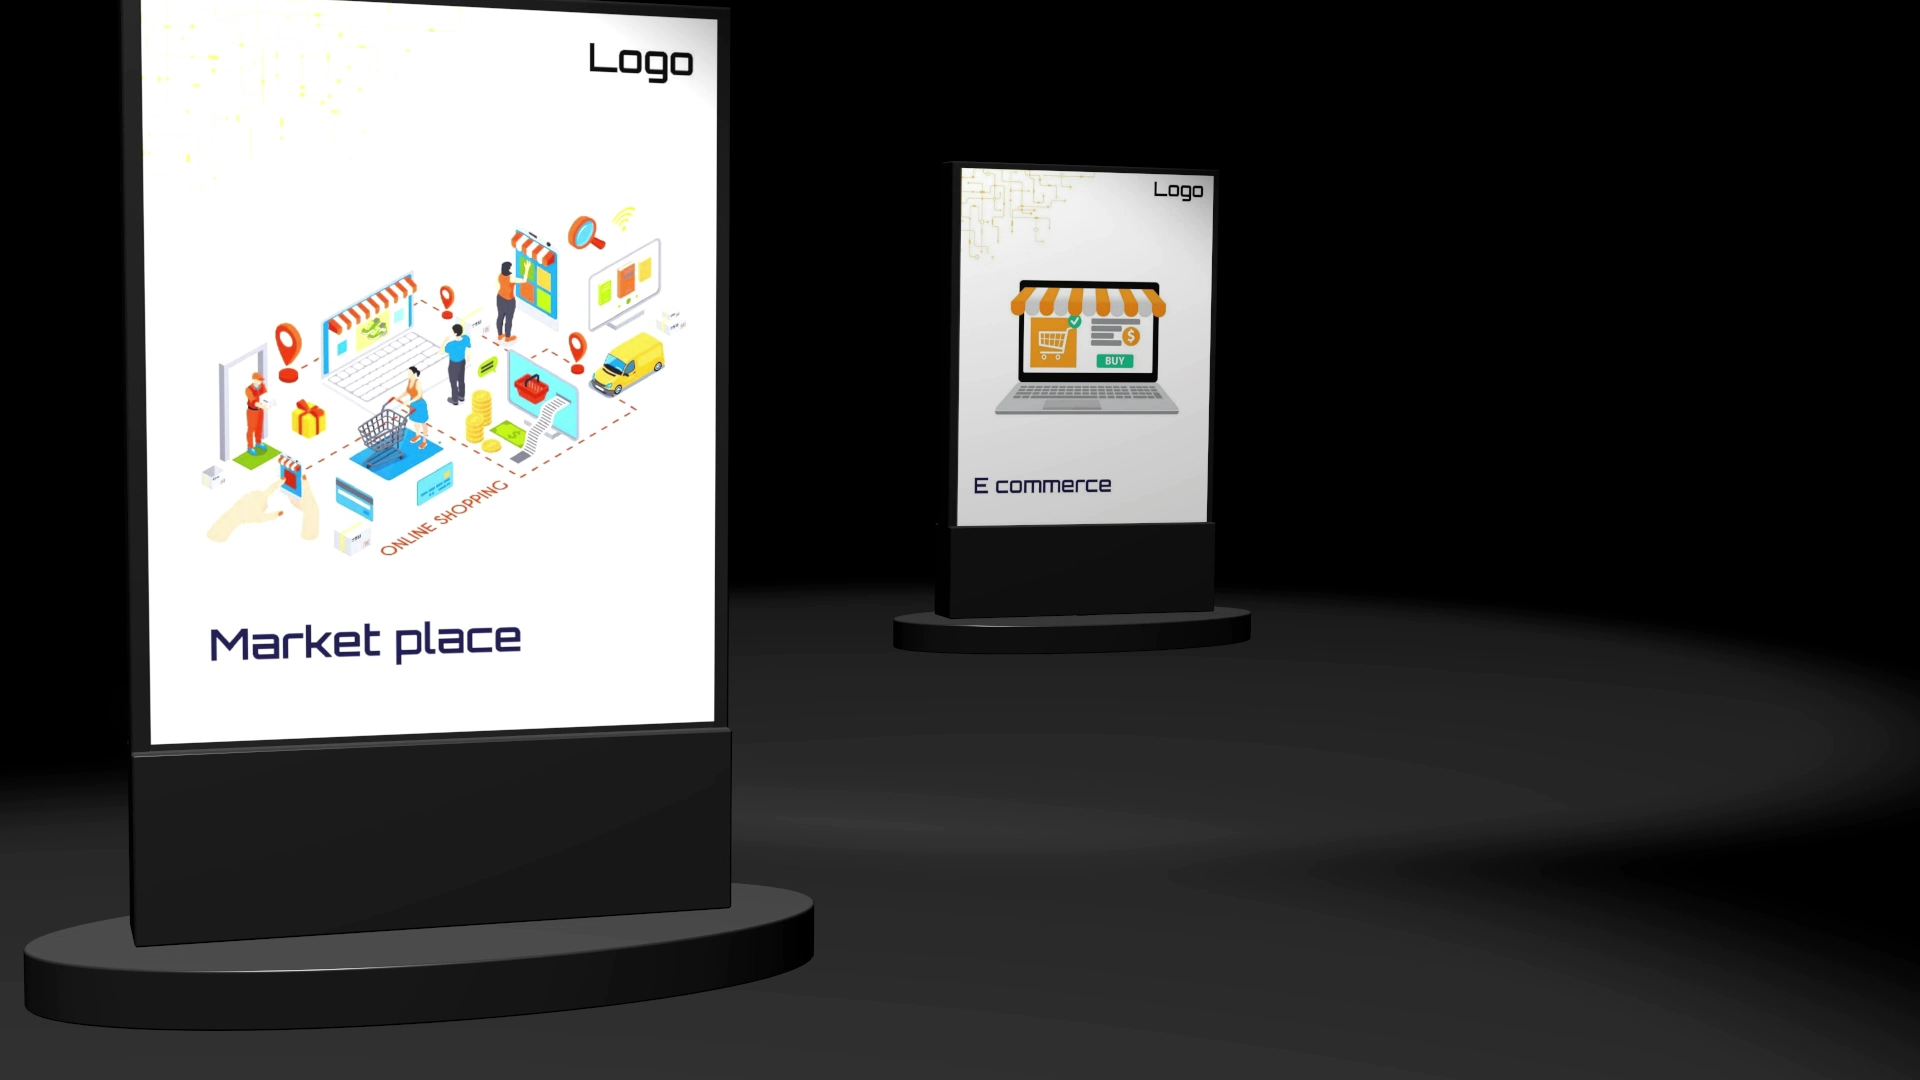 Logo
ONLINE SHOPPING
Market place
Logo
BUY
E commerce